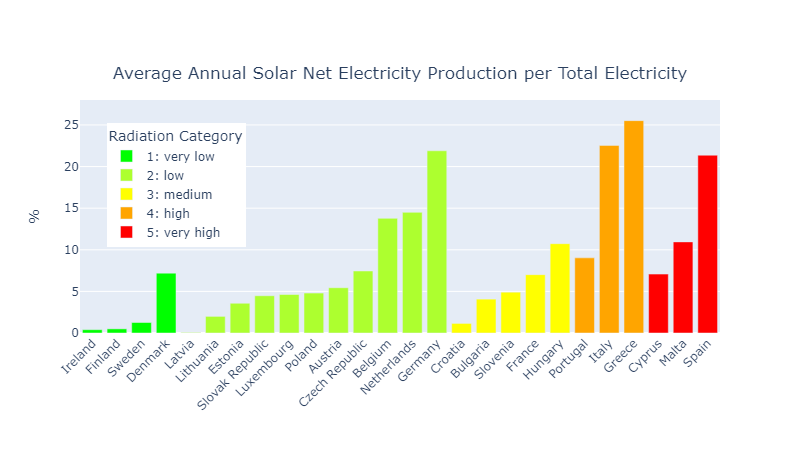 Average Annual Solar Net Electricity Production per Total Electricity
Radiation Category
1: very low
2: low
3: medium
4: high
5: very high
%
25
20
15
10
5
0
Ireland
Finland
Sweden
Denmark
Latvia
Lithuania
Estonia
Slovak Republic
Luxembourg
Poland
Austria
Czech Republic
Belgium
Netherlands
Germany
Croatia
Bulgaria
Slovenia
France
Hungary
Portugal
Italy
Greece
Cyprus
Malta
Spain